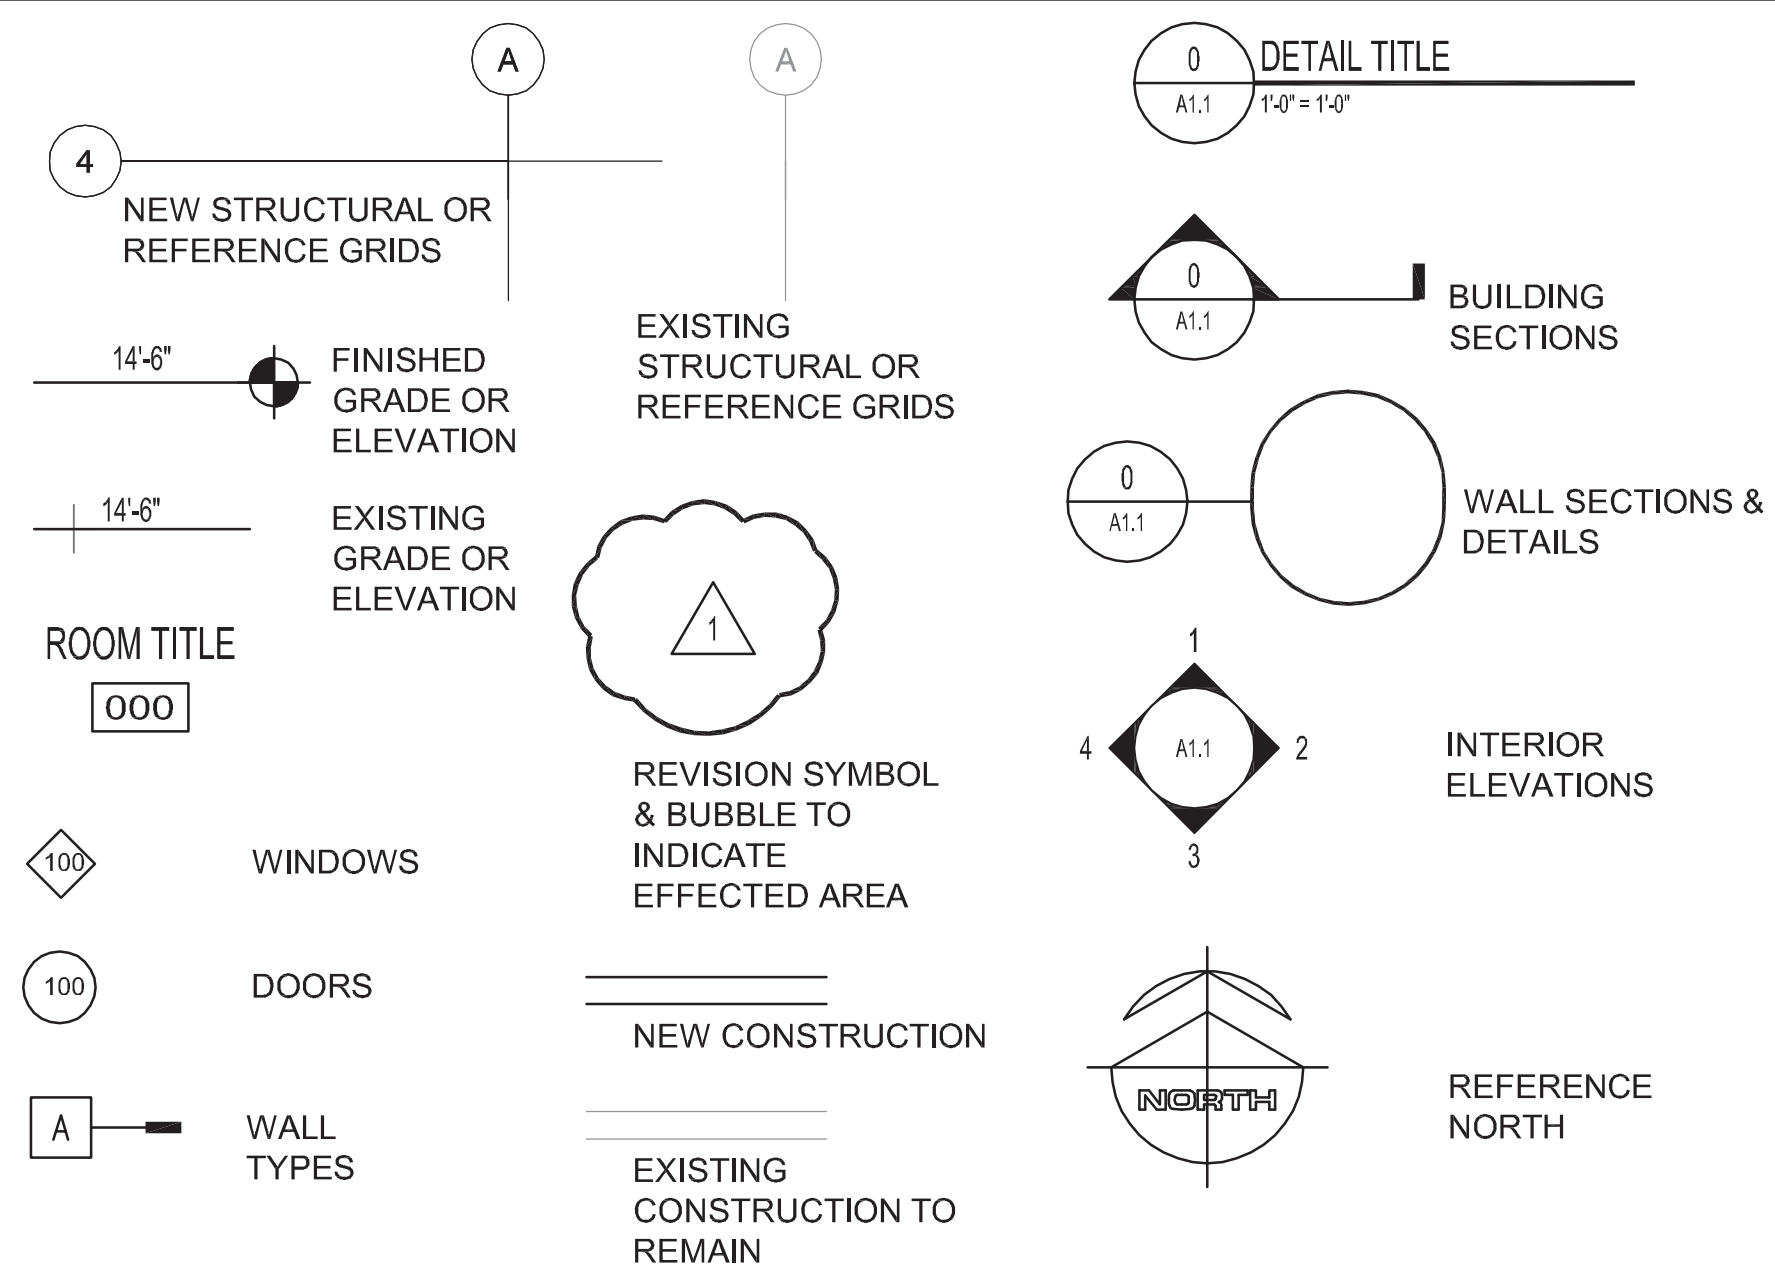 A
4
NEW STRUCTURAL OR
REFERENCE GRIDS
A
EXISTING
STRUCTURAL OR
REFERENCE GRIDS
14'-6"
FINISHED
GRADE OR
ELEVATION
14'-6"
EXISTING
GRADE OR
ELEVATION
ROOM TITLE
000
100
WINDOWS
100
DOORS
A
WALL
TYPES
1
REVISION SYMBOL
& BUBBLE TO
INDICATE
EFFECTED AREA
NEW CONSTRUCTION
EXISTING
CONSTRUCTION TO
REMAIN
0
A1.1
DETAIL TITLE
1'-0" = 1'-0"
0
A1.1
BUILDING
SECTIONS
0
A1.1
WALL SECTIONS &
DETAILS
1
4
A1.1
2
3
INTERIOR
ELEVATIONS
NORTH
REFERENCE
NORTH